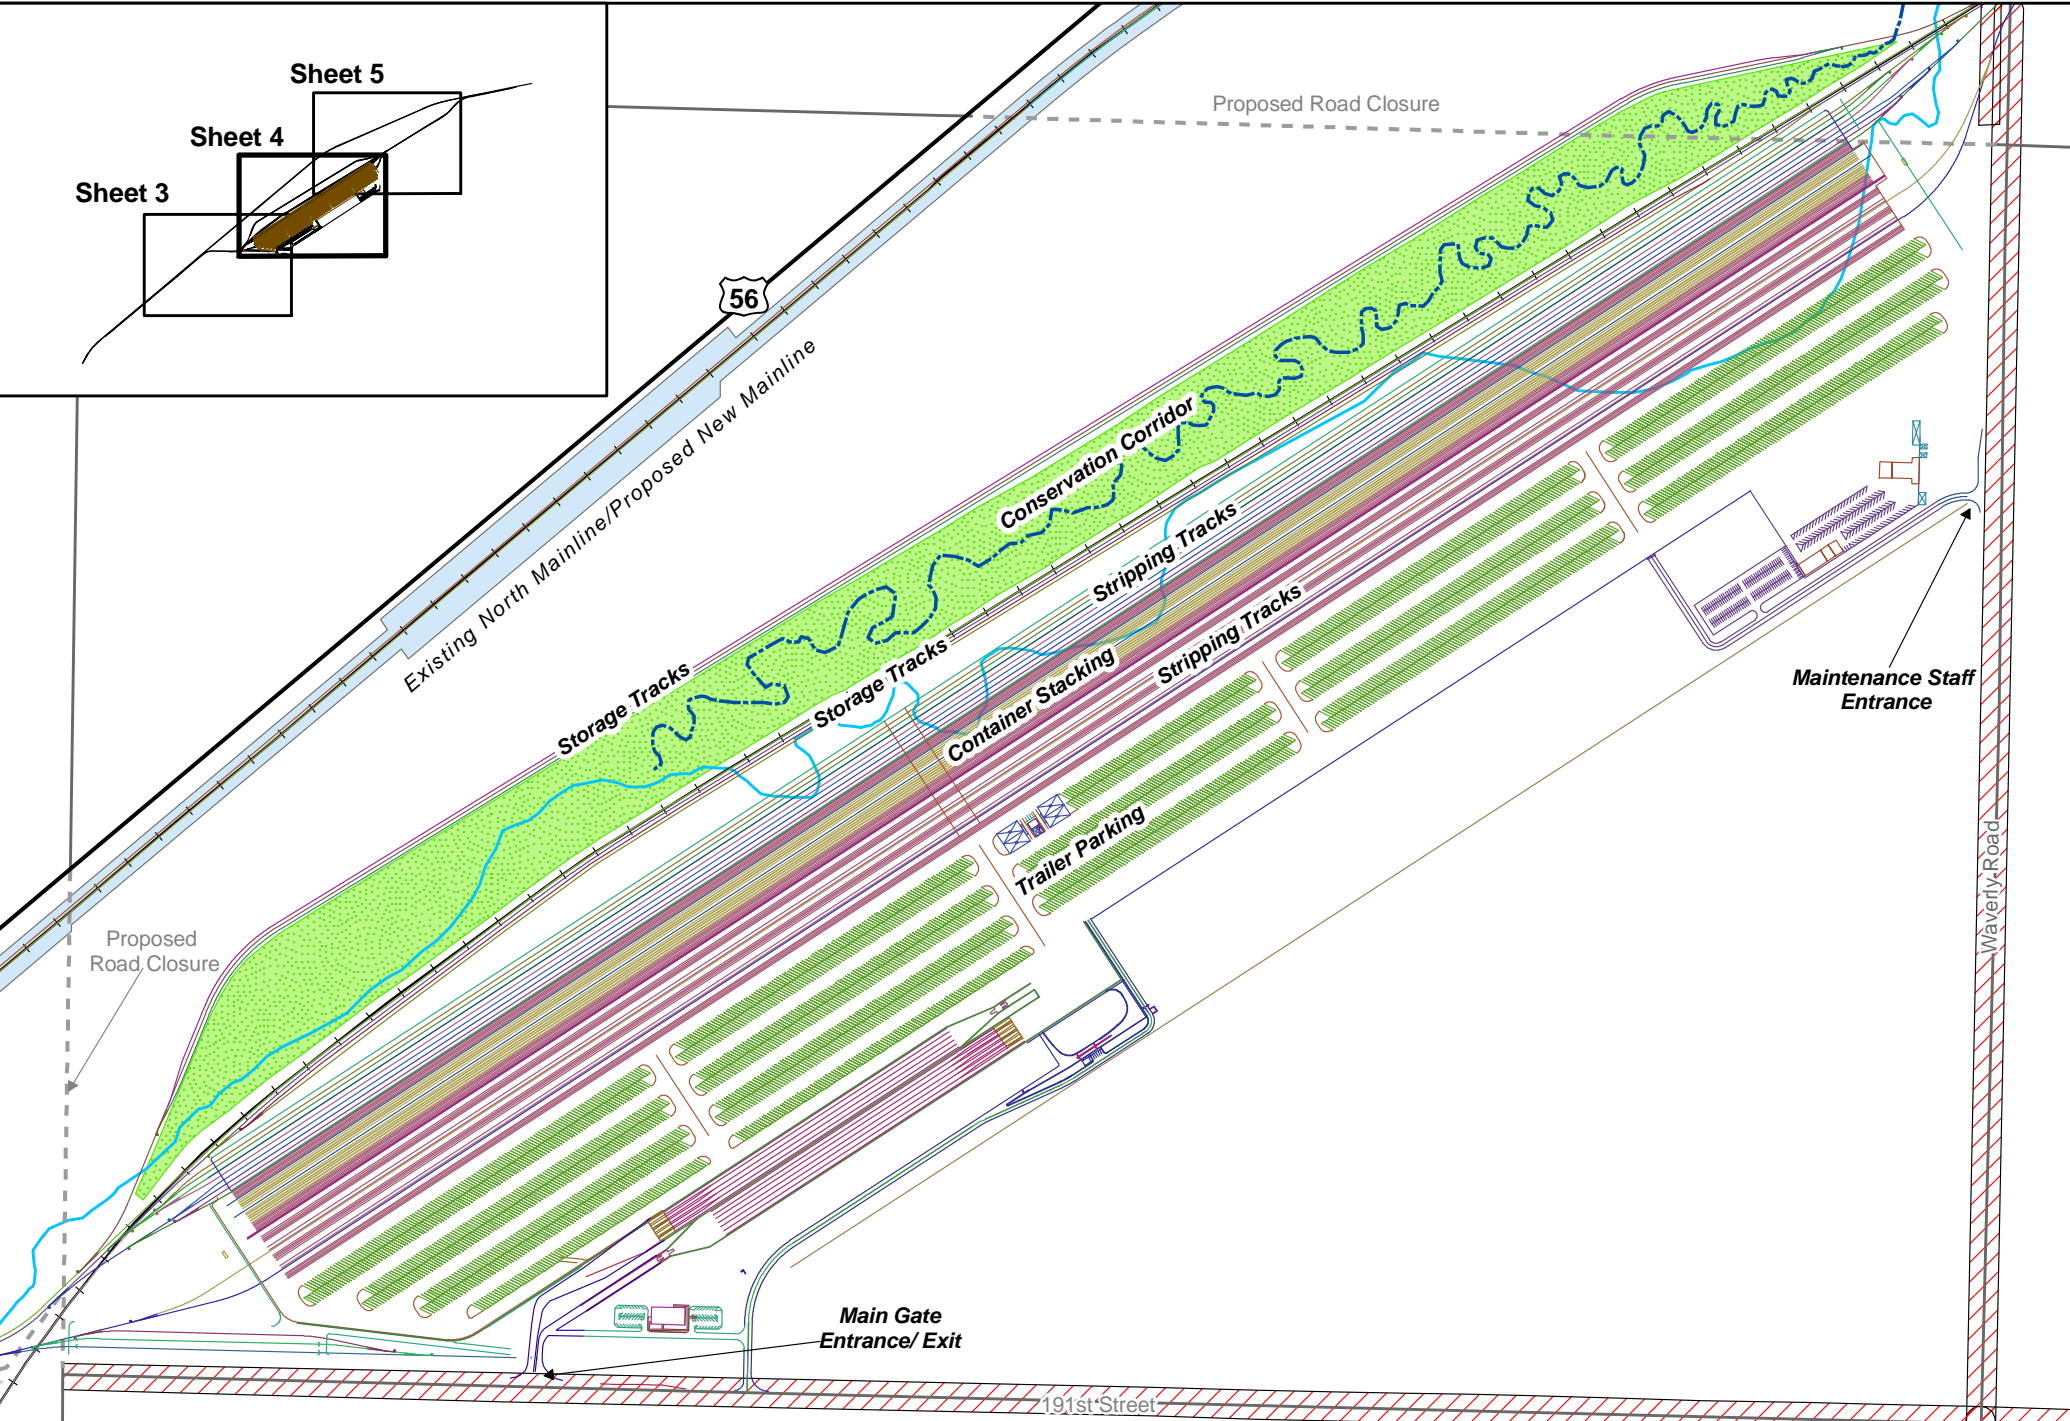 Sheet 5
Sheet 4
Sheet 3
Proposed Road Closure
56
Existing North Mainline/Proposed New Mainline
Conservation Corridor
Stripping Tracks
Storage Tracks
Storage Tracks
Stripping Tracks
Container Stacking
Maintenance Staff
Entrance
Trailer Parking
Waverly Road
Proposed
Road Closure
Main Gate
Entrance/ Exit
191st Street